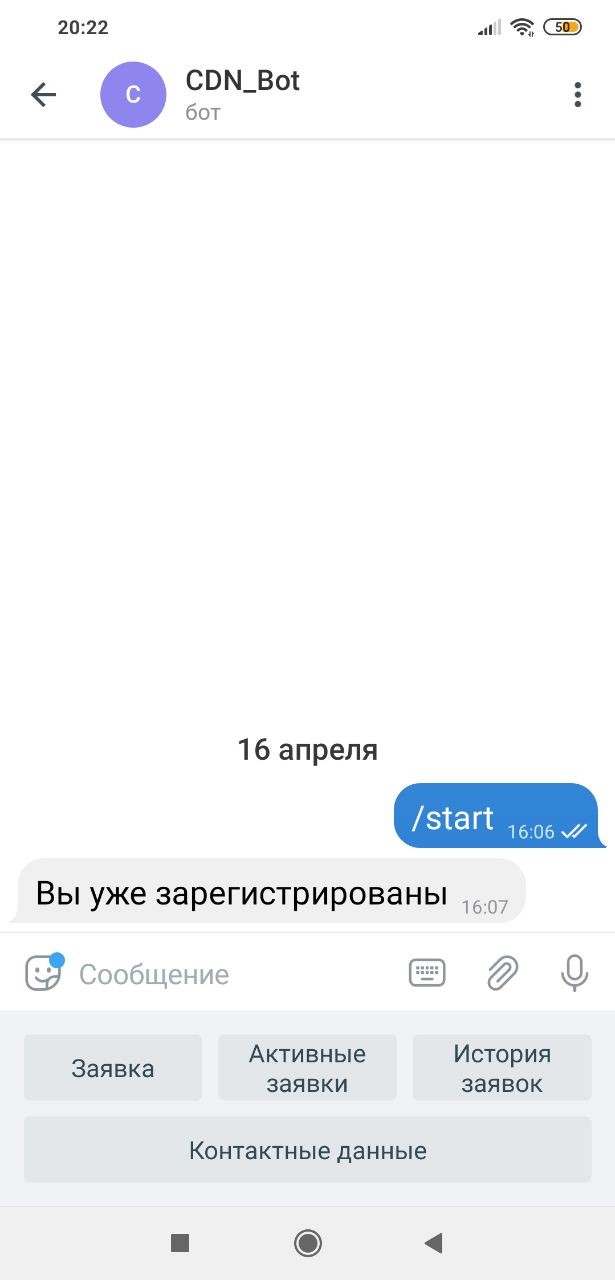 20:22
50
C
CDN_Bot
бот
16 апреля
/start 16:06
Вы уже зарегистрированы 16:07
Сообщение
Заявка
Активные
заявки
История
заявок
Контактные данные